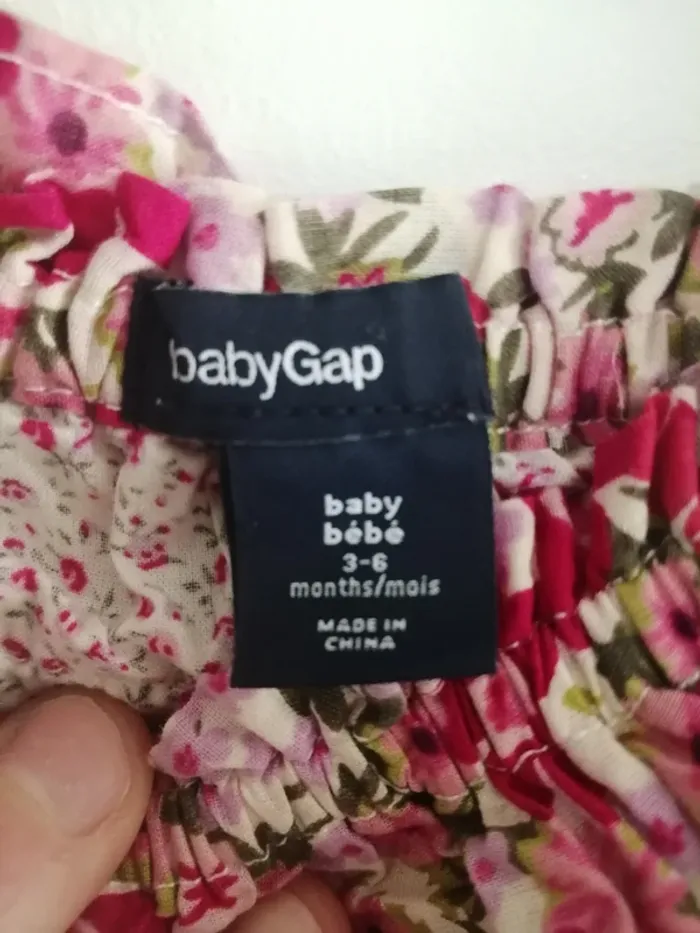 babyGap
baby
bébé
3-6
months/mois
MADE IN
CHINA